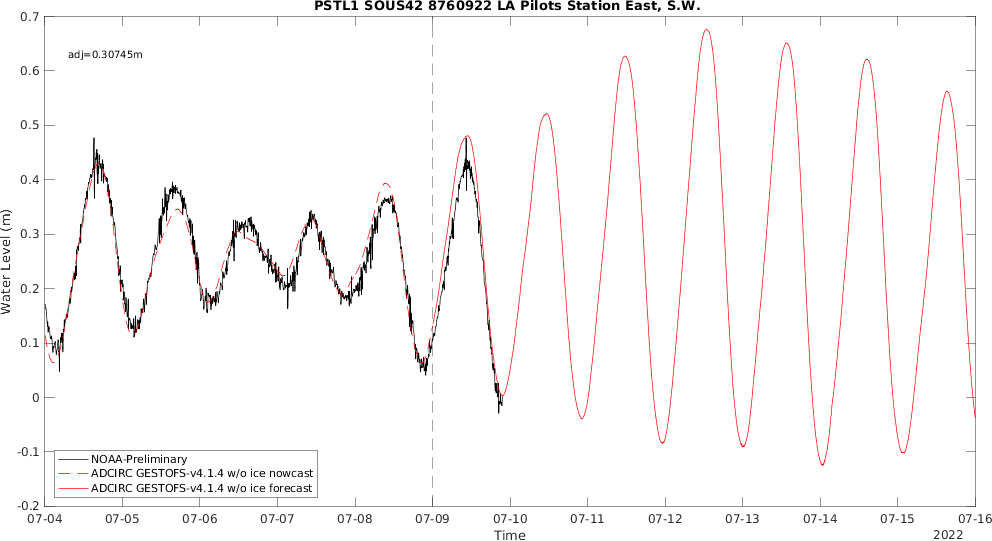 PSTL1 SOUS42 8760922 LA Pilots Station East, S.W.
0.7
adj=0.30745m
0.6
0.5
0.4
0.3
0.2
0.1
0
-0.1
-0.2
Water Level (m)
NOAA-Preliminary
ADCIRC GESTOFS-v4.1.4 w/o ice nowcast
ADCIRC GESTOFS-v4.1.4 w/o ice forecast
07-04 07-05 07-06 07-07 07-08 07-09 07-10 07-11 07-12 07-13 07-14 07-15 07-16
Time
2022